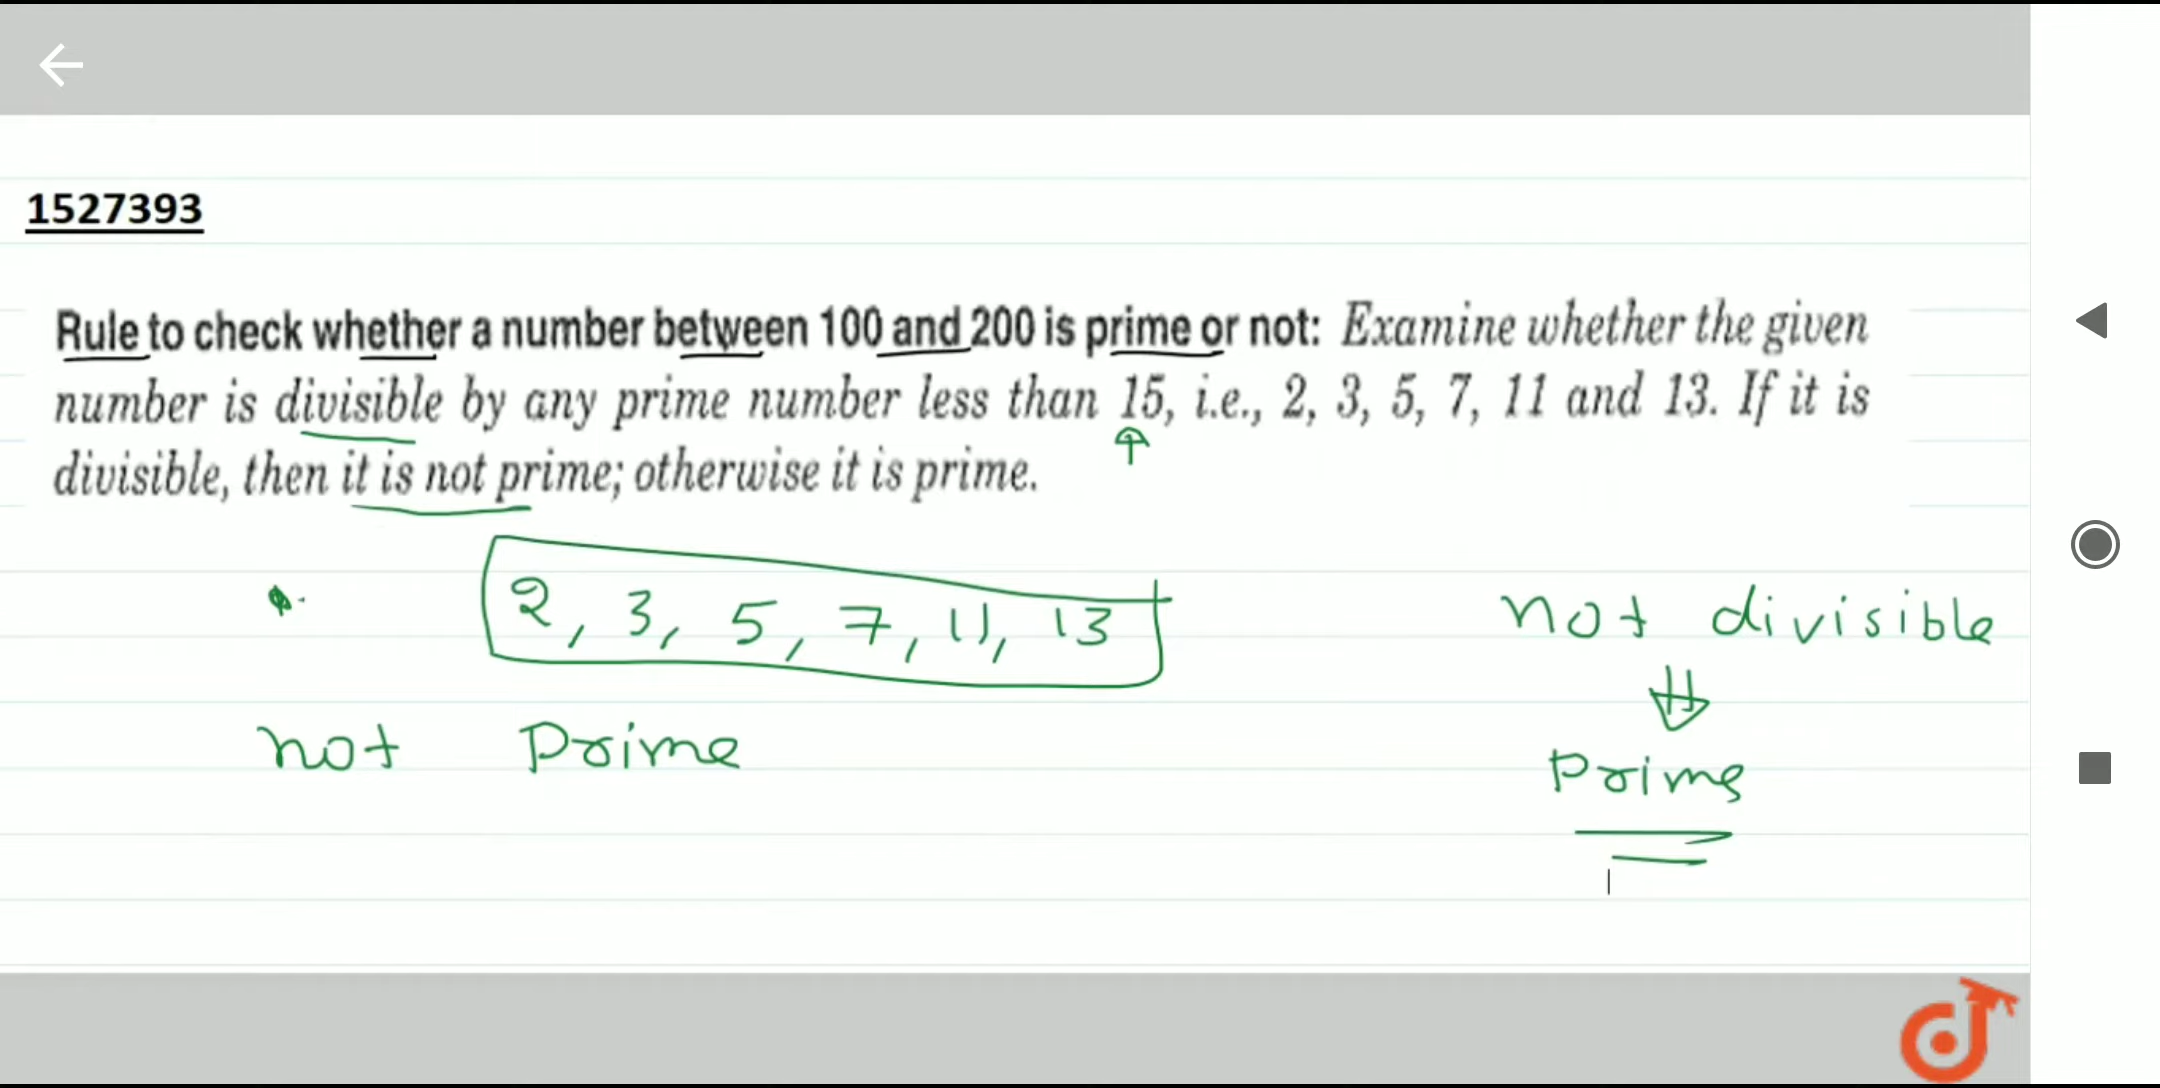 1527393
Rule to check whether a number between 100 and 200 is prime or not: Examine whether the given
number is divisible by any prime number less than 15, i.e., 2, 3, 5, 7, 11 and 13. If it is
divisible, then it is not prime; otherwise it is prime.
2, 3, 5, 7, 11, 13
not prime
not divisible
prime